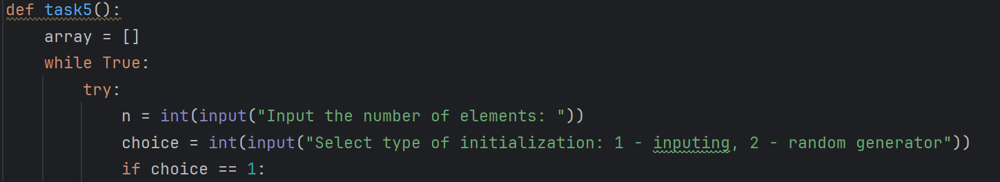 def task5():
array = []
while True:
try:
n = int(input("Input the number of elements: "))
choice = int(input("Select type of initialization: 1 - inputing, 2 - random generator"))
if choice == 1: